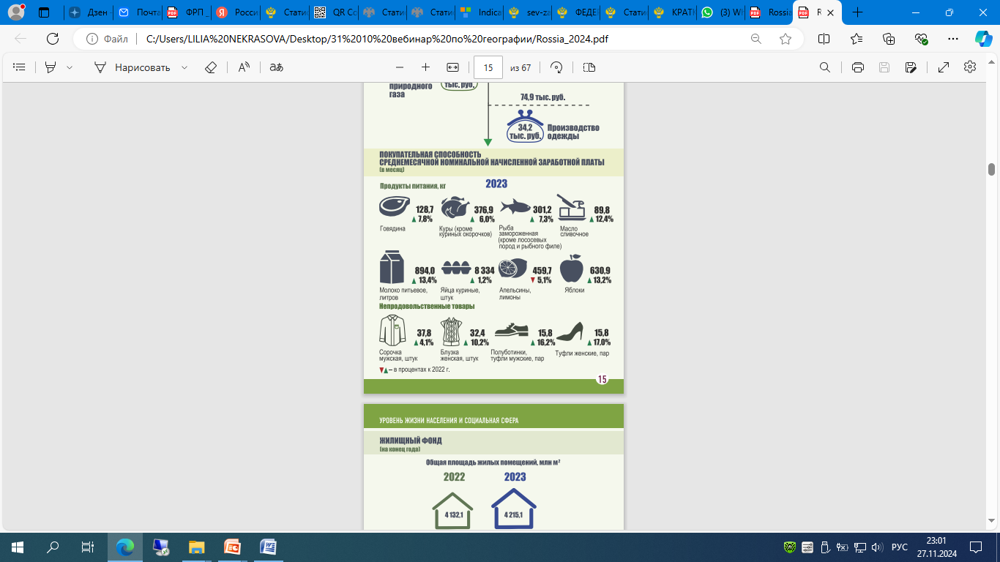 Дзен
Почта
ФРП
Росси
Стати
QR Co
Стати
Стати
Indica
sev-za
ФЕДЕ
Стати
КРАТК
(3) W
Rossia
R
Файл
C:/Users/LILIA%20NEKRASOVA/Desktop/31%2010%20вебинар%20по%20географии/Rossia_2024.pdf
Нарисовать
15 из 67
природного
газа
тыс. руб.
74,9 тыс. руб.
34,2
тыс. руб.
Производство
одежды
ПОКУПАТЕЛЬНАЯ СПОСОБНОСТЬ
СРЕДНЕМЕСЯЧНОЙ НОМИНАЛЬНОЙ НАЧИСЛЕННОЙ ЗАРАБОТНОЙ ПЛАТЫ
(в месяц)
2023
Продукты питания, кг
128,7
▲ 7,8%
Говядина
376,9
▲ 6,0%
Куры (кроме
куриных окорочков)
301,2
▲ 7,3%
Рыба
замороженная
(кроме лососевых
пород и рыбного филе)
89,8
▲ 12,4%
Масло
сливочное
894,0
▲ 13,4%
Молоко питьевое,
литров
8 334
▲ 1,2%
Яйца куриные,
штук
459,7
▼ 5,1%
Апельсины,
лимоны
630,9
▲ 13,2%
Яблоки
Непродовольственные товары
37,8
▲ 4,1%
Сорочка
мужская, штук
32,4
▲ 10,2%
Блузка
женская, штук
15,8
▲ 16,2%
Полуботинки,
туфли мужские, пар
15,8
▲ 17,0%
Туфли женские, пар
▼▲ – в процентах к 2022 г.
15
УРОВЕНЬ ЖИЗНИ НАСЕЛЕНИЯ И СОЦИАЛЬНАЯ СФЕРА
ЖИЛИЩНЫЙ ФОНД
(на конец года)
Общая площадь жилых помещений, млн м²
2022
2023
4 132,1
4 215,1
РУС
23:01
27.11.2024